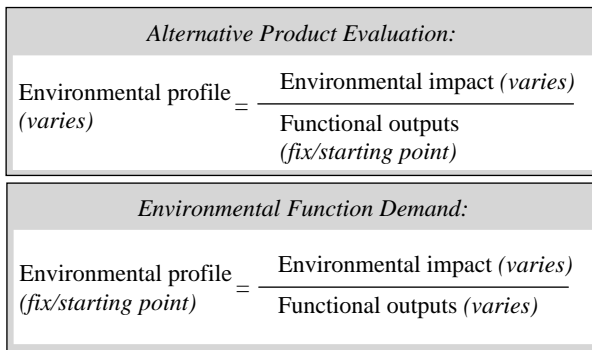 Alternative Product Evaluation:
Environmental profile (varies) = Environmental impact (varies)
Functional outputs (fix/starting point)
Environmental Function Demand:
Environmental profile (fix/starting point) = Environmental impact (varies)
Functional outputs (varies)